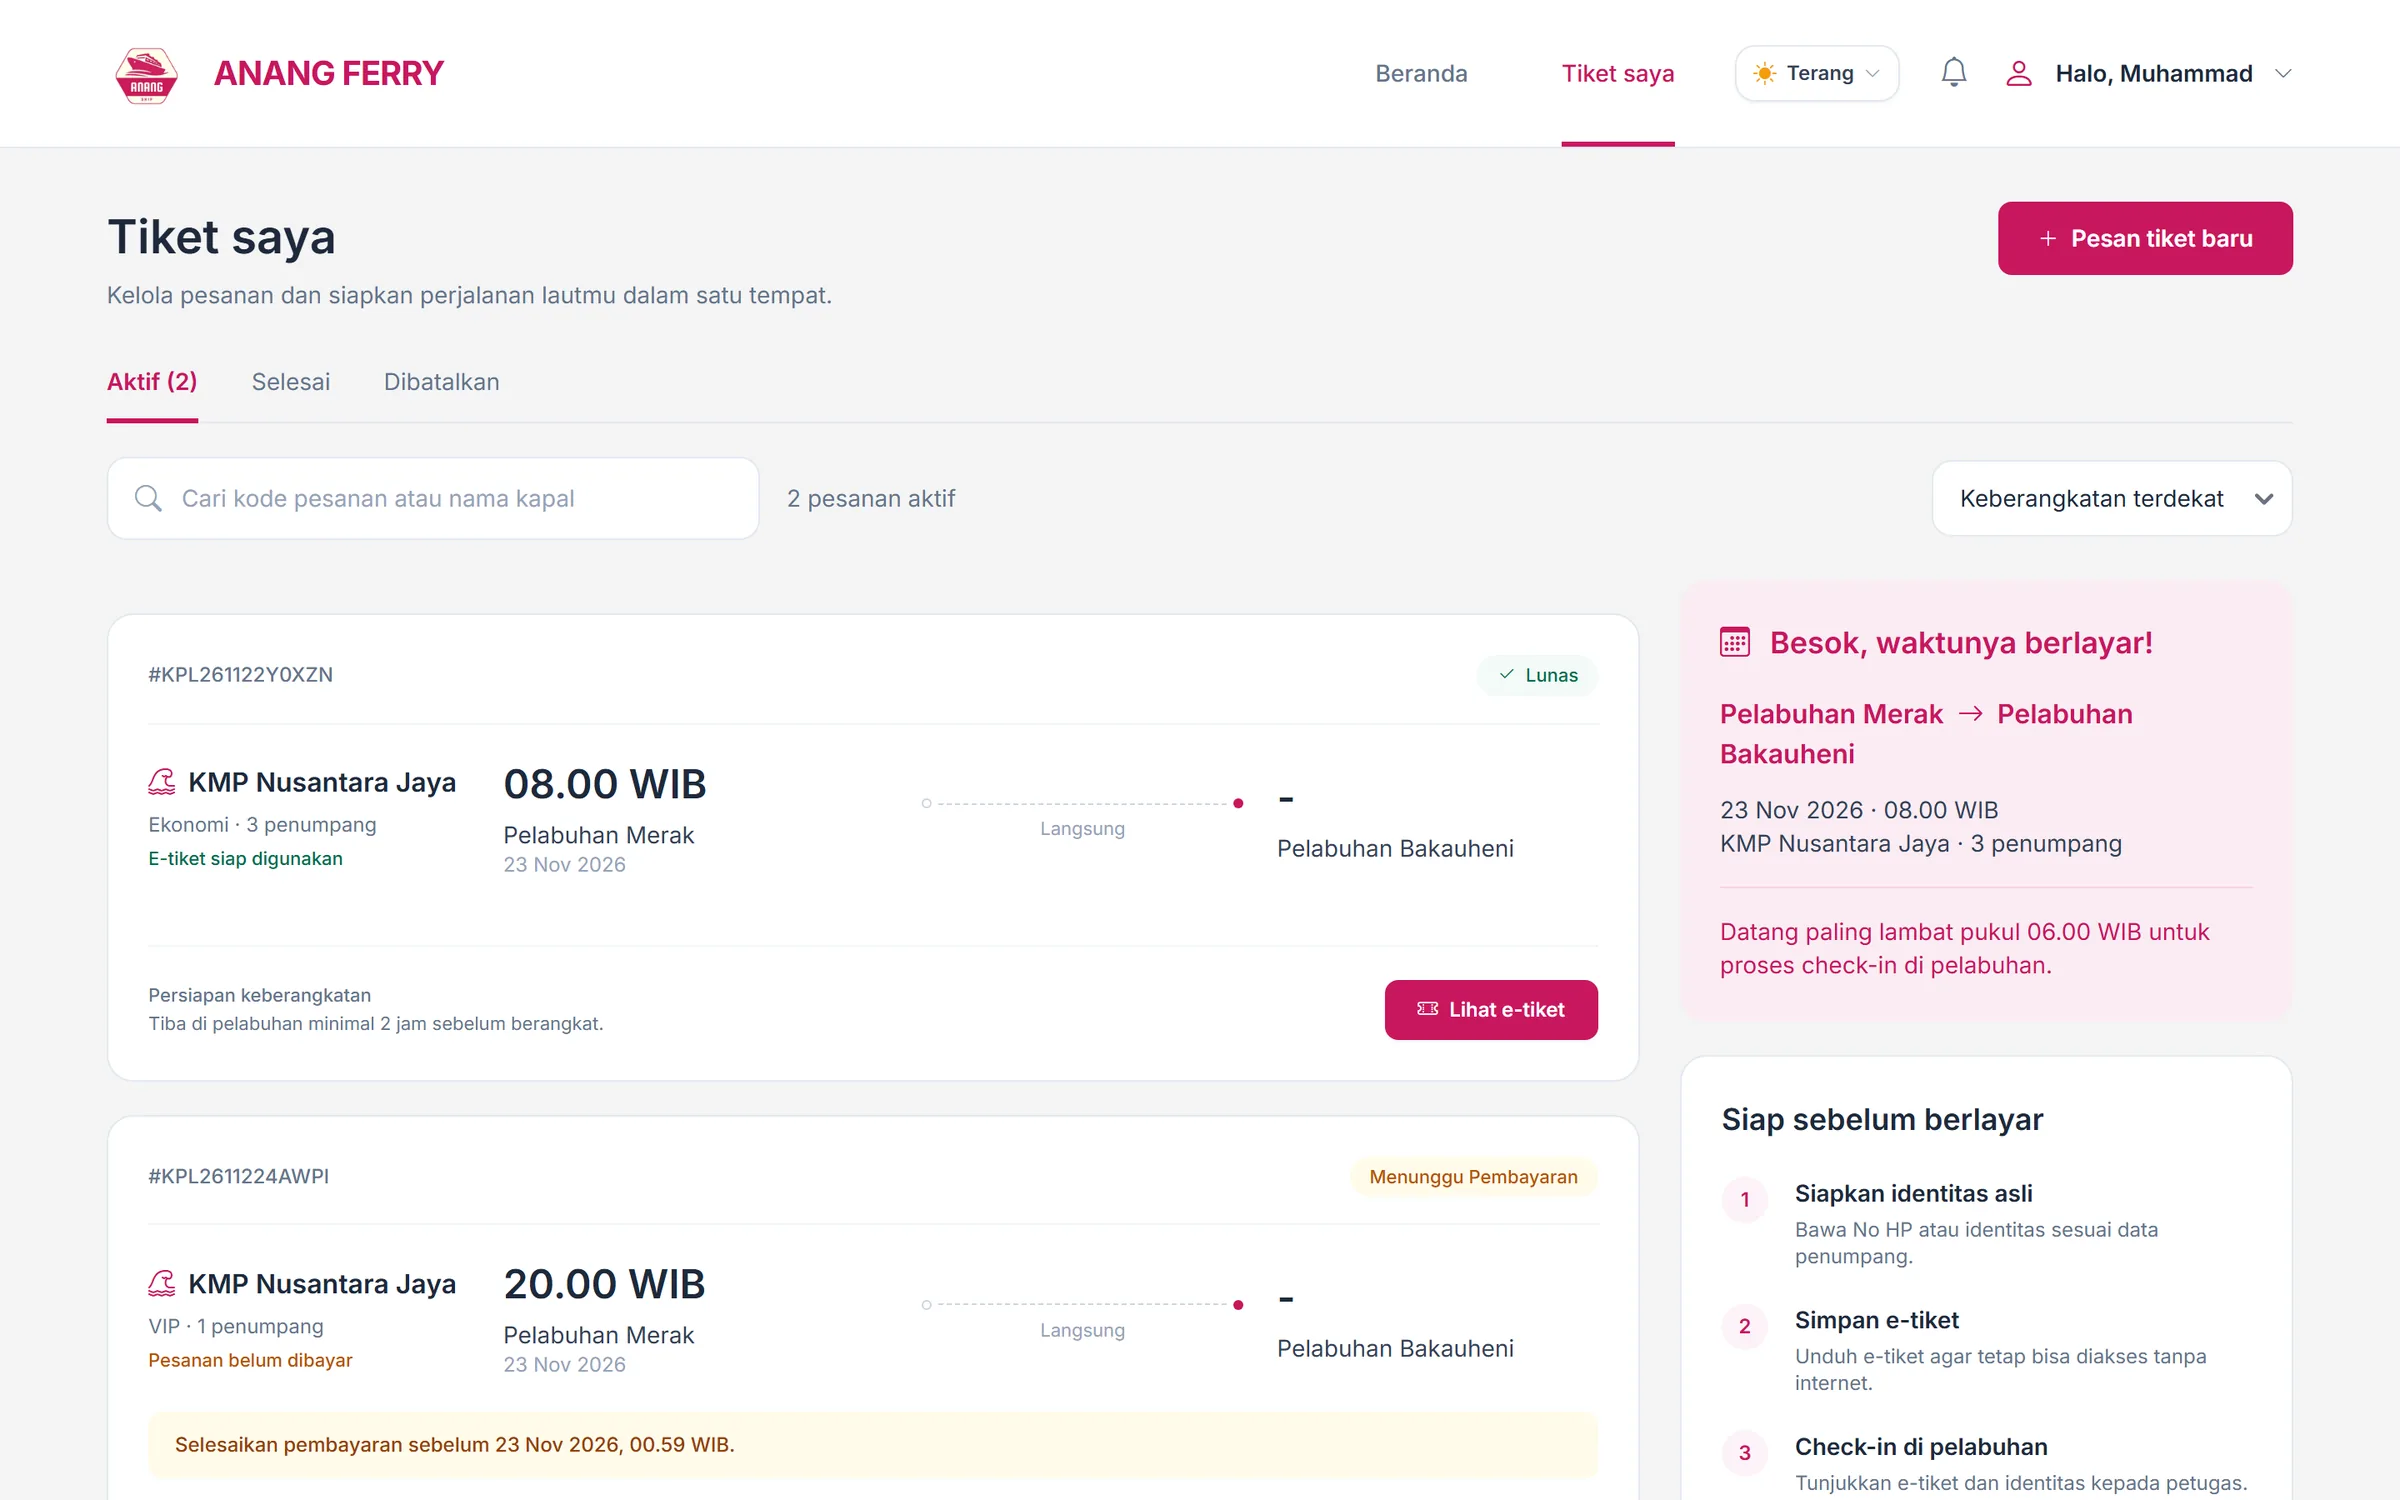 ANANG
SHIP
ANANG FERRY
Beranda
Tiket saya
Terang
Halo, Muhammad
Tiket saya
Kelola pesanan dan siapkan perjalanan lautmu dalam satu tempat.
+ Pesan tiket baru
Aktif (2)
Selesai
Dibatalkan
Cari kode pesanan atau nama kapal
2 pesanan aktif
Keberangkatan terdekat
#KPL261122Y0XZN
Lunas
KMP Nusantara Jaya
Ekonomi · 3 penumpang
E-tiket siap digunakan
08.00 WIB
Pelabuhan Merak
23 Nov 2026
Langsung
-
Pelabuhan Bakauheni
Persiapan keberangkatan
Tiba di pelabuhan minimal 2 jam sebelum berangkat.
Lihat e-tiket
#KPL2611224AWPI
Menunggu Pembayaran
KMP Nusantara Jaya
VIP · 1 penumpang
Pesanan belum dibayar
20.00 WIB
Pelabuhan Merak
23 Nov 2026
Langsung
-
Pelabuhan Bakauheni
Selesaikan pembayaran sebelum 23 Nov 2026, 00.59 WIB.
Besok, waktunya berlayar!
Pelabuhan Merak → Pelabuhan
Bakauheni
23 Nov 2026 · 08.00 WIB
KMP Nusantara Jaya · 3 penumpang
Datang paling lambat pukul 06.00 WIB untuk
proses check-in di pelabuhan.
Siap sebelum berlayar
1
Siapkan identitas asli
Bawa No HP atau identitas sesuai data
penumpang.
2
Simpan e-tiket
Unduh e-tiket agar tetap bisa diakses tanpa
internet.
3
Check-in di pelabuhan
Tunjukkan e-tiket dan identitas kepada petugas.